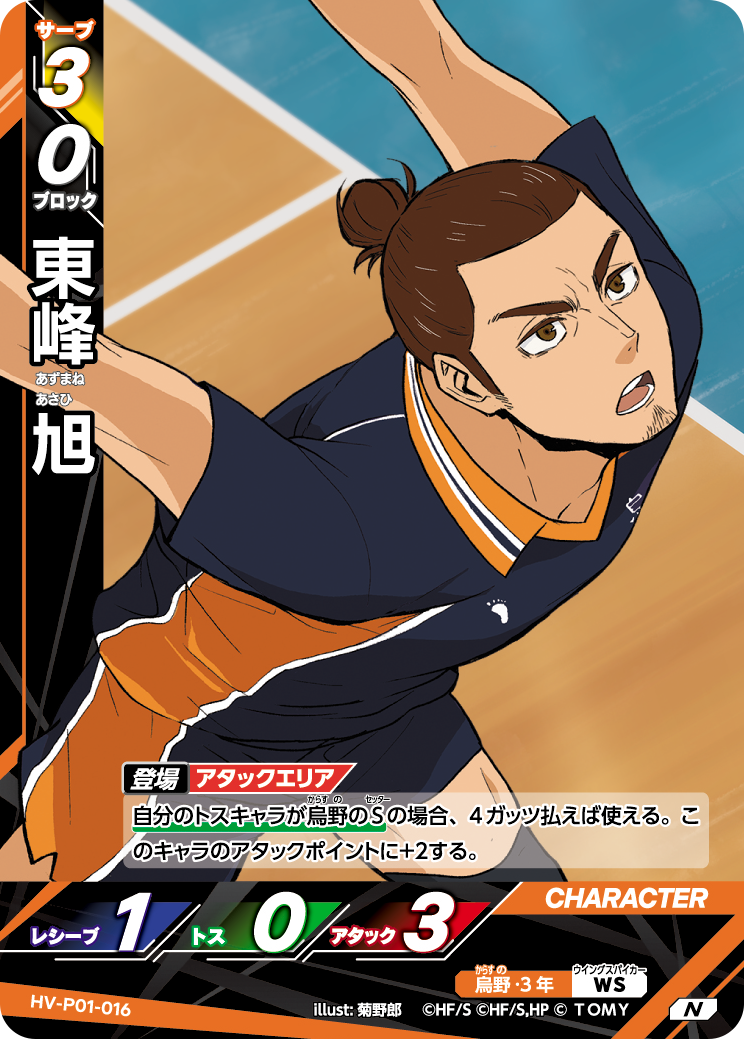 サーブ
3
0
ブロック
東峰
あずまね
あさひ
旭
登場 アタックエリア
からす の セッター
自分のトスキャラが烏野のSの場合、4ガッツ払えば使える。こ
のキャラのアタックポイントに+2する。
CHARACTER
レシーブ 1 トス 0 アタック 3
からす の ウイングスパイカー
烏野・3年 WS
HV-P01-016 illust: 菊野郎 ©HF/S ©HF/S,HP © TOMY N